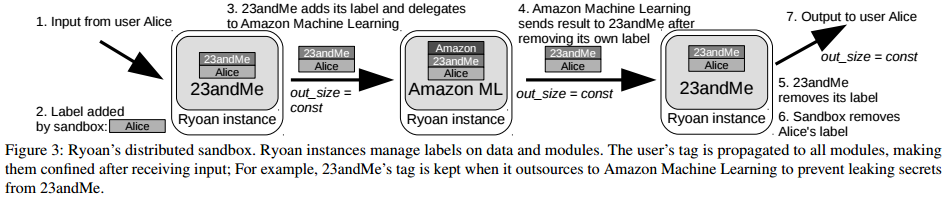 1. Input from user Alice
2. Label added
by sandbox:
Alice
23andMe
Alice
23andMe
Ryoan instance
3. 23andMe adds its label and delegates
to Amazon Machine Learning
23andMe
Alice
out_size =
const
Amazon
23andMe
Alice
Amazon ML
Ryoan instance
4. Amazon Machine Learning
sends result to 23andMe after
removing its own label
23andMe
Alice
out_size = const
23andMe
Alice
23andMe
Ryoan instance
7. Output to user Alice
out_size = const
5. 23andMe
removes its label
6. Sandbox removes
Alice's label
Figure 3: Ryoan's distributed sandbox. Ryoan instances manage labels on data and modules. The user's tag is propagated to all modules, making
them confined after receiving input; For example, 23andMe's tag is kept when it outsources to Amazon Machine Learning to prevent leaking secrets
from 23andMe.